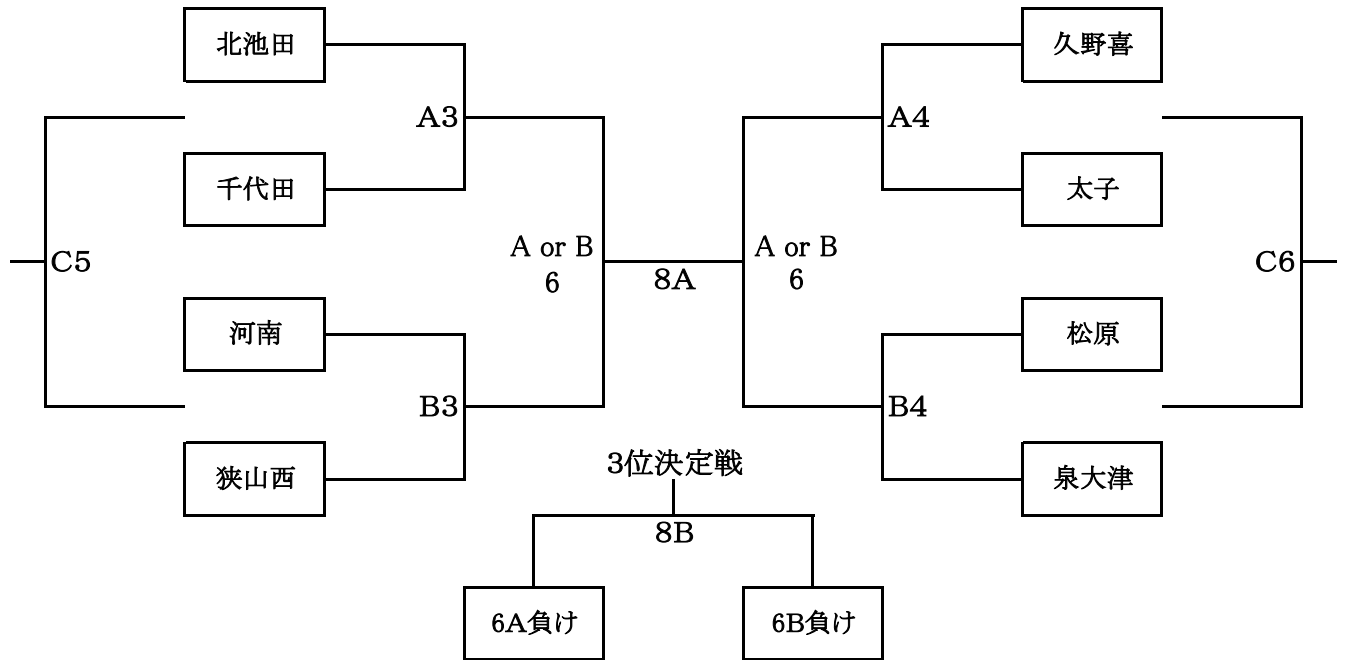 北池田
久野喜
A3
A4
千代田
太子
A or B
6
A or B
6
C5
8A
C6
河南
松原
B3
B4
3位決定戦
狭山西
泉大津
8B
6A負け
6B負け